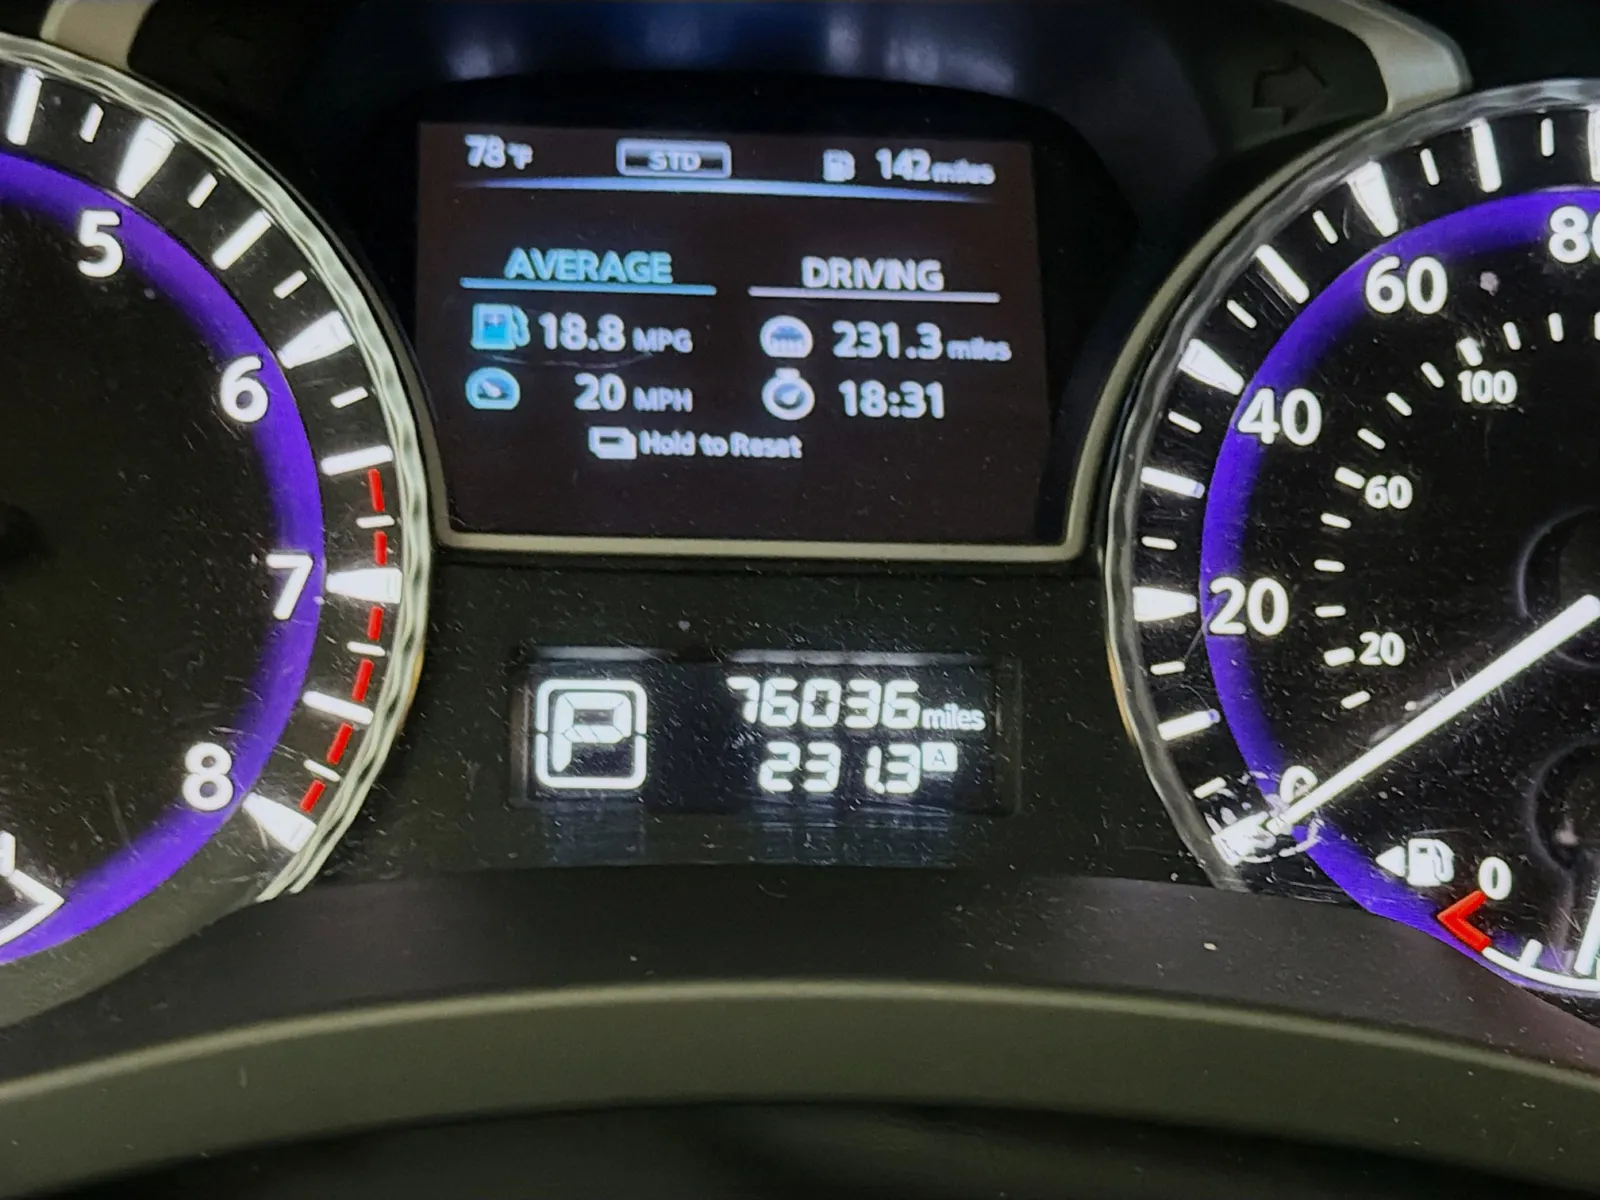 78°F STD 142 miles
AVERAGE DRIVING
18.8 MPG 231.3 miles
20 MPH 18:31
Hold to Reset
P 76036 miles
231.3 A
5
6
7
8
80
60
40
20
0
100
60
20
0